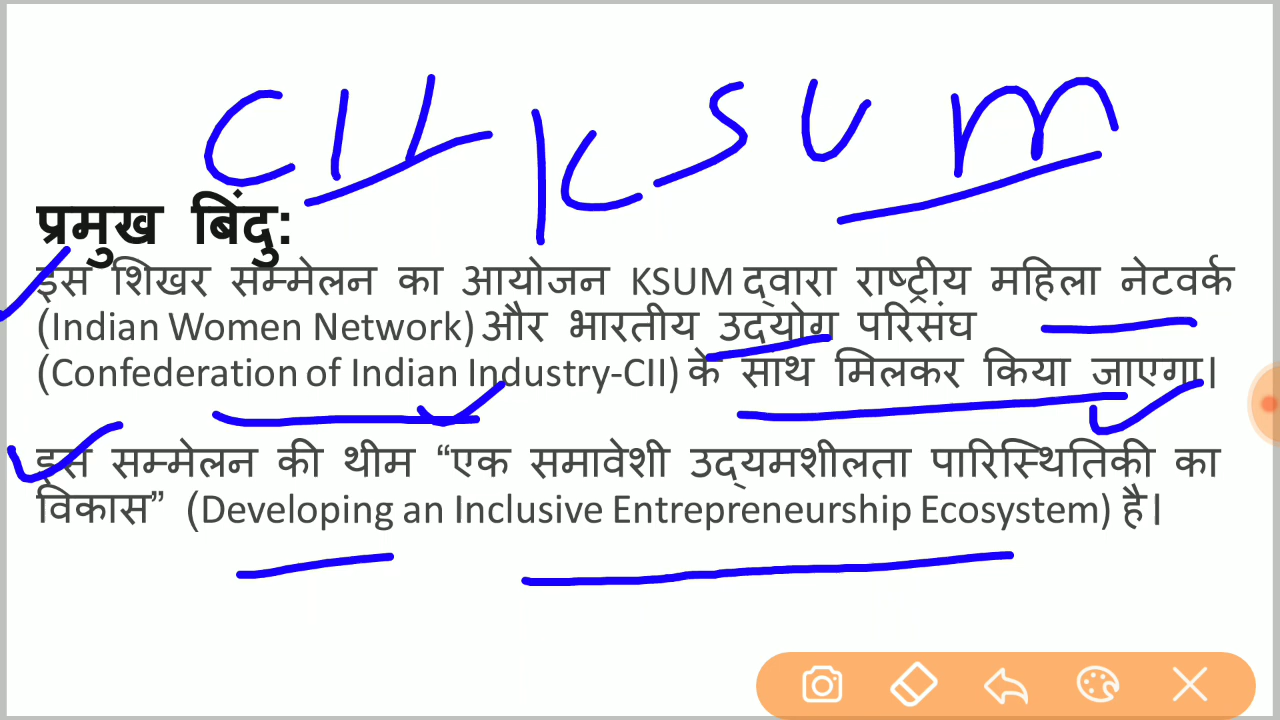 CII KSUM
प्रमुख बिंदु:
इस शिखर सम्मेलन का आयोजन KSUM द्वारा राष्ट्रीय महिला नेटवर्क
(Indian Women Network) और भारतीय उद्योग परिसंघ
(Confederation of Indian Industry-CII) के साथ मिलकर किया जाएगा।
इस सम्मेलन की थीम “एक समावेशी उद्यमशीलता पारिस्थितिकी का
विकास” (Developing an Inclusive Entrepreneurship Ecosystem) है।